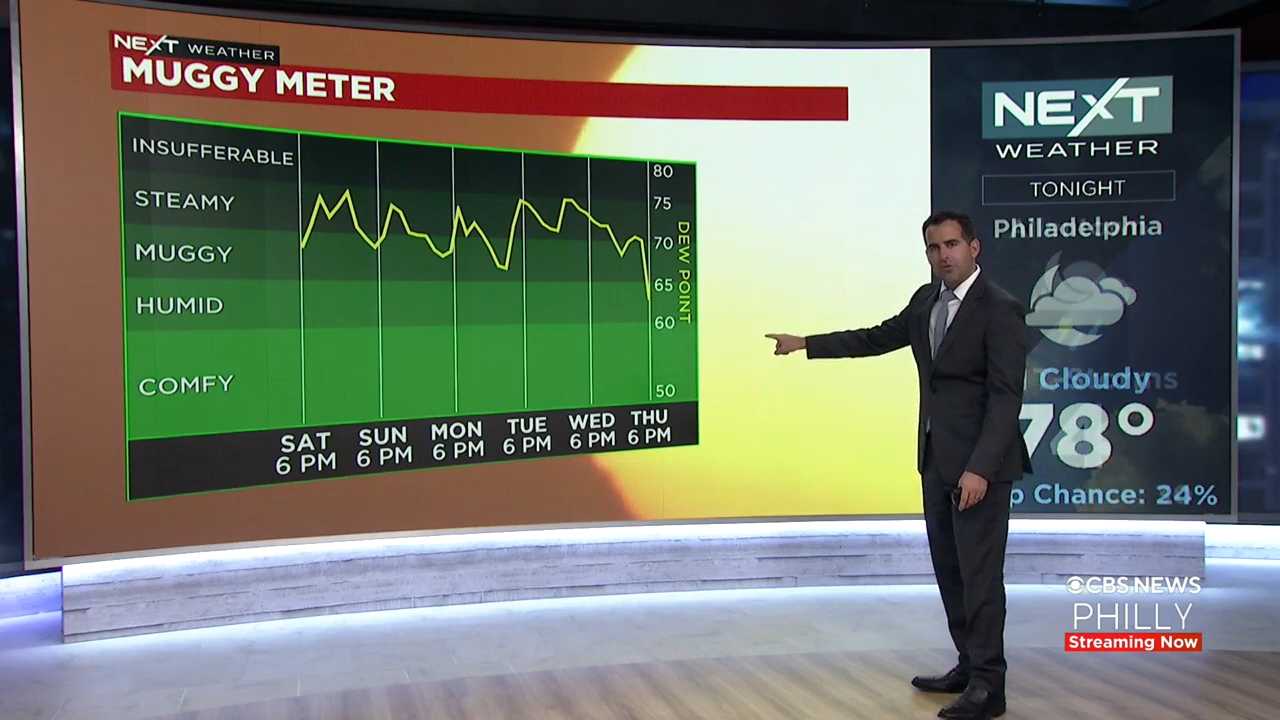 NEXT WEATHER
MUGGY METER
INSUFFERABLE
STEAMY
MUGGY
HUMID
COMFY
80
75
70
65
60
50
DEW POINT
SAT SUN MON TUE WED THU
6 PM 6 PM 6 PM 6 PM 6 PM 6 PM
NEXT
WEATHER
TONIGHT
Philadelphia
Cloudy
78°
p Chance: 24%
CBS NEWS
PHILLY
Streaming Now